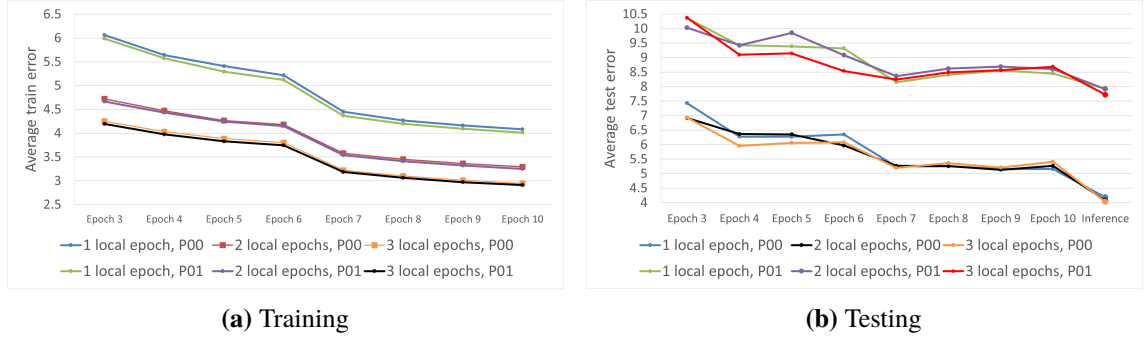 Average train error
6.5
6
5.5
5
4.5
4
3.5
3
2.5
Epoch 3 Epoch 4 Epoch 5 Epoch 6 Epoch 7 Epoch 8 Epoch 9 Epoch 10
1 local epoch, P00 2 local epochs, P00 3 local epochs, P00
1 local epoch, P01 2 local epochs, P01 3 local epochs, P01
(a) Training
Average test error
10.5
10
9.5
9
8.5
8
7.5
7
6.5
6
5.5
5
4.5
4
Epoch 3 Epoch 4 Epoch 5 Epoch 6 Epoch 7 Epoch 8 Epoch 9 Epoch 10 Inference
1 local epoch, P00 2 local epochs, P00 3 local epochs, P00
1 local epoch, P01 2 local epochs, P01 3 local epochs, P01
(b) Testing